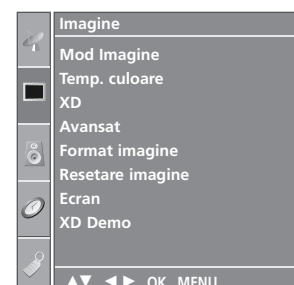 Imagine
Mod Imagine
Temp. culoare
XD
Avansat
Format imagine
Resetare imagine
Ecran
XD Demo
▲▼ ◄► OK MENU